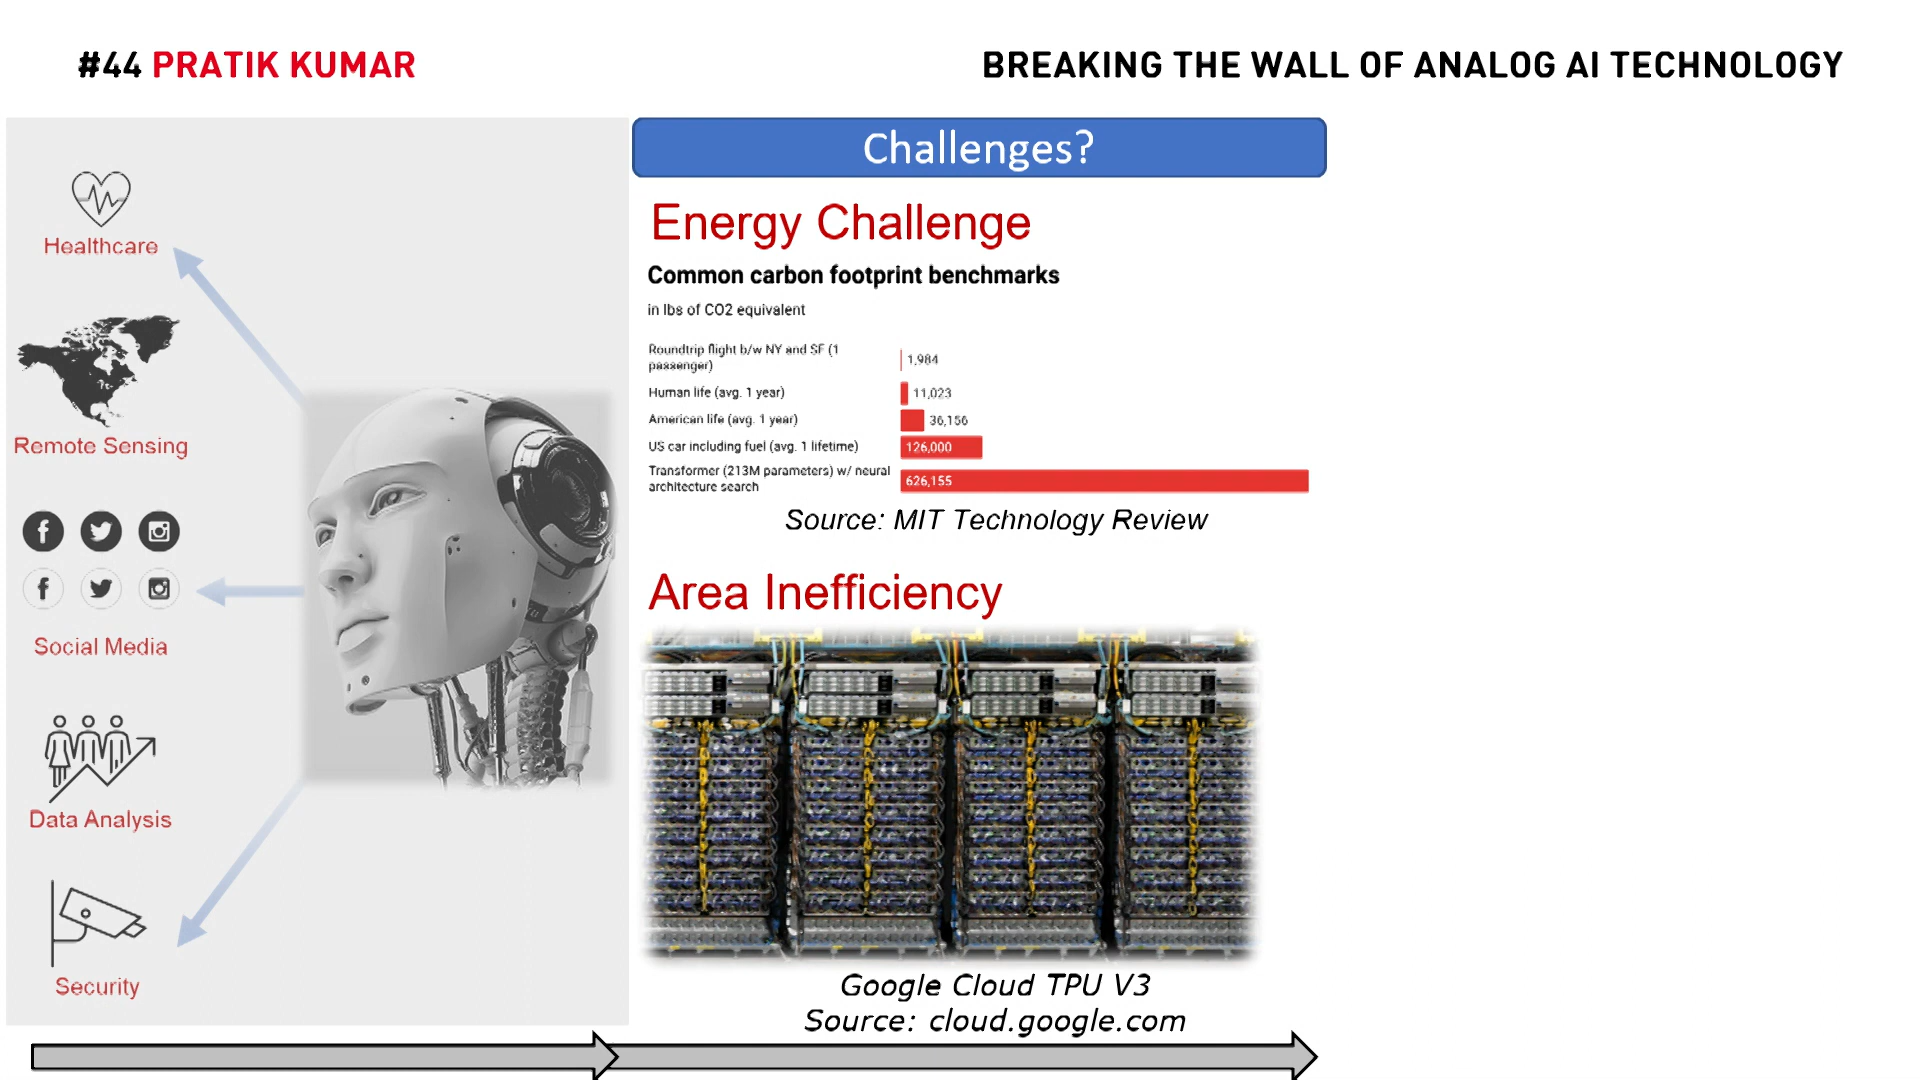 #44 PRATIK KUMAR
BREAKING THE WALL OF ANALOG AI TECHNOLOGY
Healthcare
Remote Sensing
Social Media
Data Analysis
Security
Challenges?
Energy Challenge
Common carbon footprint benchmarks
in lbs of CO2 equivalent
Roundtrip flight b/w NY and SF (1
passenger)
1,984
Human life (avg. 1 year)
11,023
American life (avg. 1 year)
36,156
US car including fuel (avg. 1 lifetime)
126,000
Transformer (213M parameters) w/ neural
architecture search
626,155
Source: MIT Technology Review
Area Inefficiency
Google Cloud TPU V3
Source: cloud.google.com